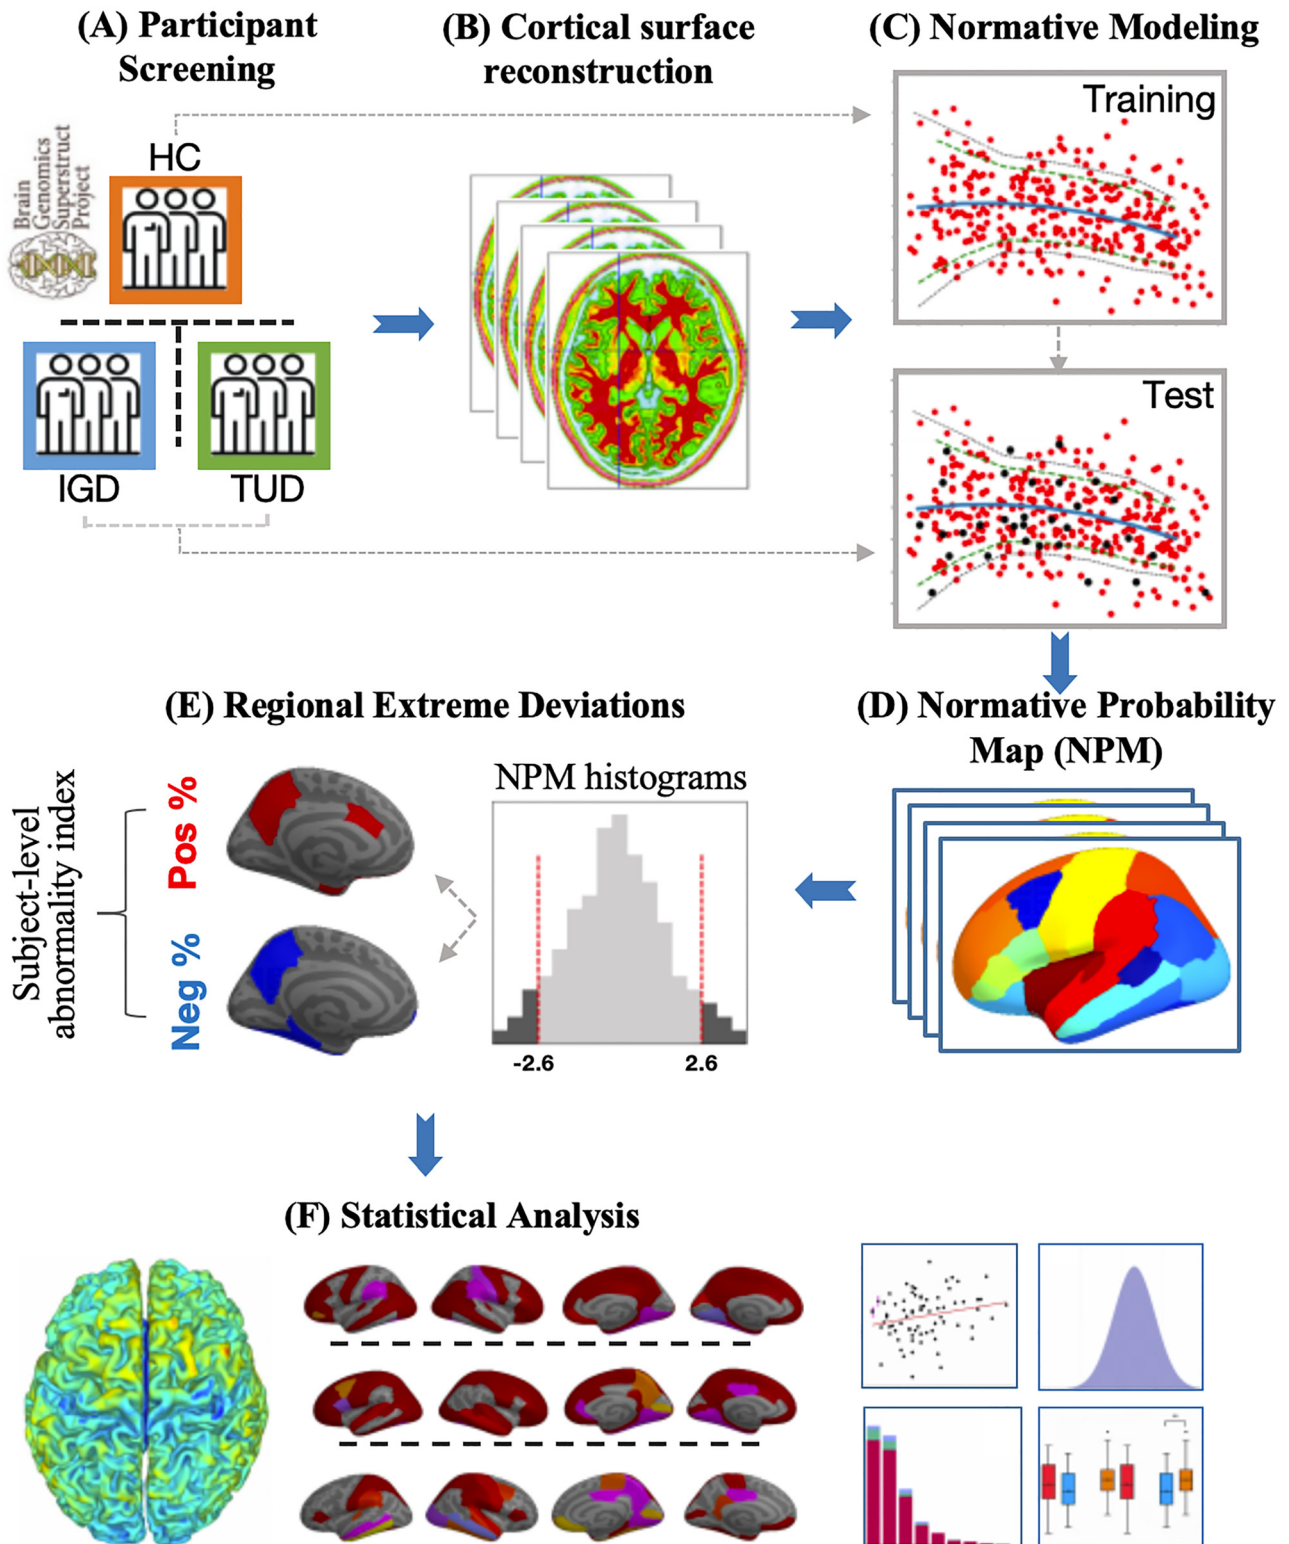 (A) Participant
Screening
(B) Cortical surface
reconstruction
(C) Normative Modeling
Brain
Genomics
Superstruct
Project
HC
IGD
TUD
Training
Test
(D) Normative Probability
Map (NPM)
(E) Regional Extreme Deviations
Subject-level
abnormality index
Pos %
Neg %
NPM histograms
-2.6
2.6
(F) Statistical Analysis